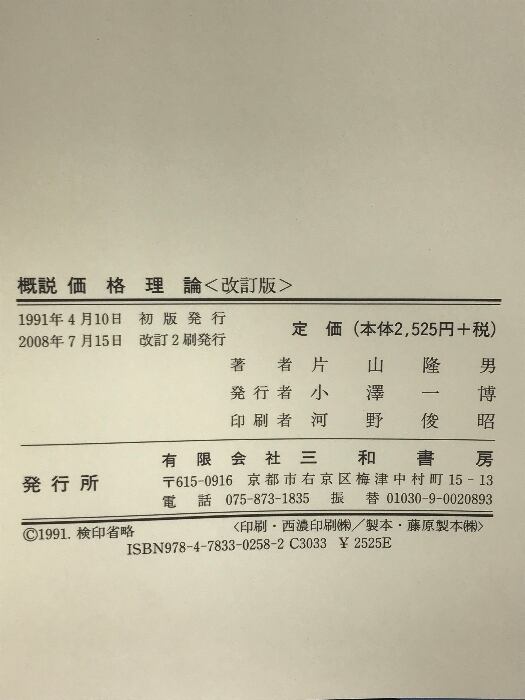 概説 価格理論＜改訂版＞
1991年4月10日 初版発行
2008年7月15日 改訂2刷発行
定価（本体2,525円＋税）
著者 片山隆男
発行者 小澤一博
印刷者 河野俊昭
発行所
有限会社 三和書房
〒615-0916 京都市右京区梅津中村町15-13
電話 075-873-1835 振替 01030-9-0020893
©1991. 検印省略
〈印刷・西濃印刷㈱／製本・藤原製本㈱〉
ISBN978-4-7833-0258-2 C3033 ¥2525E